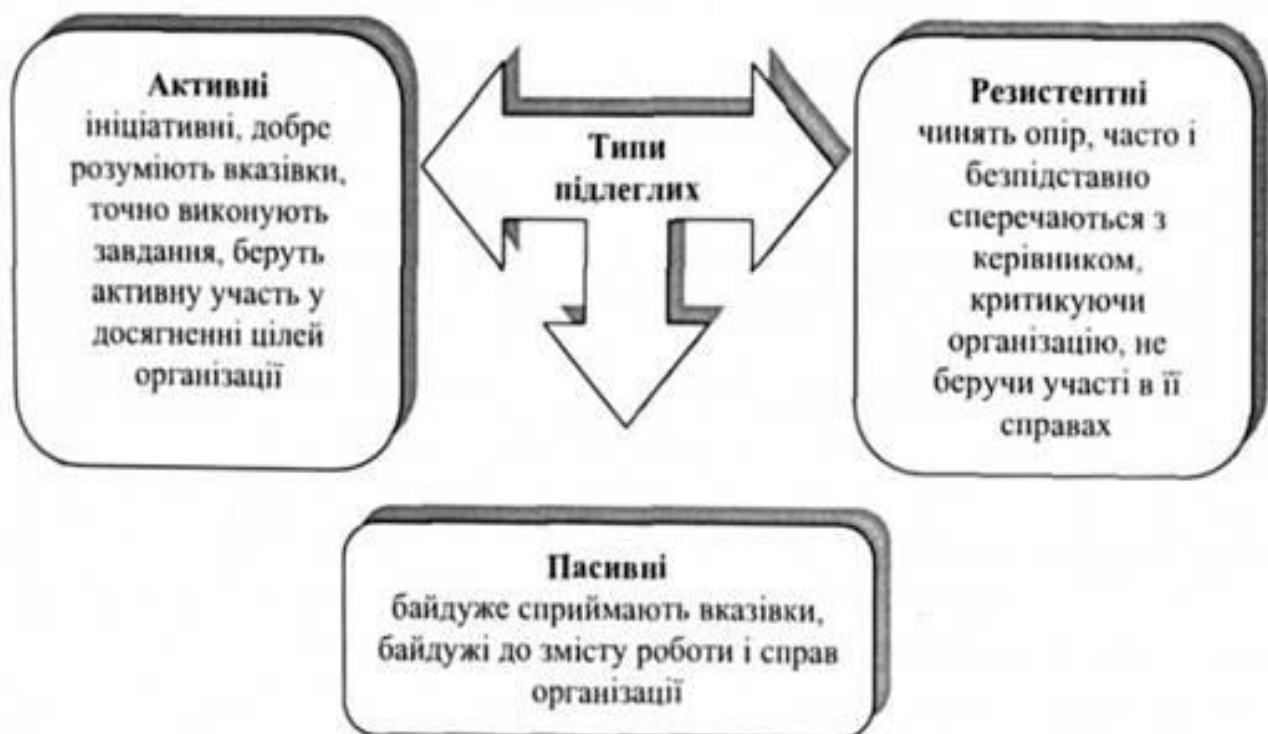 Активні
ініціативні, добре
розуміють вказівки,
точно виконують
завдання, беруть
активну участь у
досягненні цілей
організації
Типи
підлеглих
Резистентні
чинять опір, часто і
безпідставно
сперечаються з
керівником,
критикуючи
організацію, не
беручи участі в її
справах
Пасивні
байдуже сприймають вказівки,
байдужі до змісту роботи і справ
організації